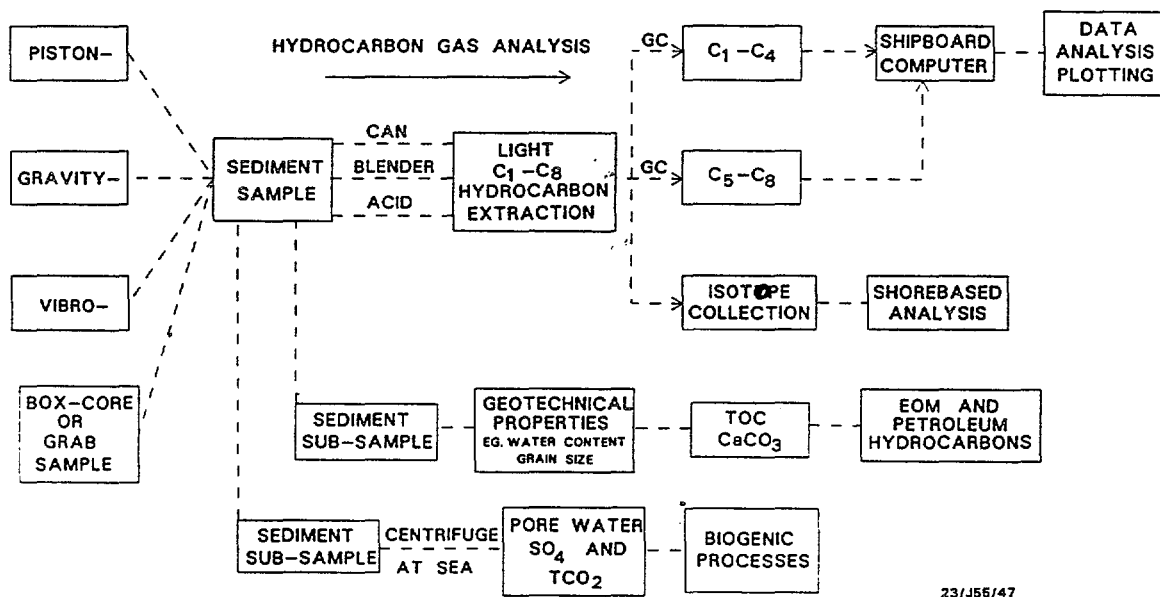 PISTON-
GRAVITY-
VIBRO-
BOX-CORE
OR
GRAB
SAMPLE
HYDROCARBON GAS ANALYSIS
SEDIMENT
SAMPLE
CAN
BLENDER
ACID
LIGHT
C₁-C₈
HYDROCARBON
EXTRACTION
GC
C₁-C₄
SHIPBOARD
COMPUTER
DATA
ANALYSIS
PLOTTING
GC
C₅-C₈
ISOTOPE
COLLECTION
SHOREBASED
ANALYSIS
SEDIMENT
SUB-SAMPLE
GEOTECHNICAL
PROPERTIES
EG. WATER CONTENT
GRAIN SIZE
TOC
CaCO₃
EOM AND
PETROLEUM
HYDROCARBONS
SEDIMENT
SUB-SAMPLE
CENTRIFUGE
AT SEA
PORE WATER
SO₄ AND
TCO₂
BIOGENIC
PROCESSES
23/J55/47